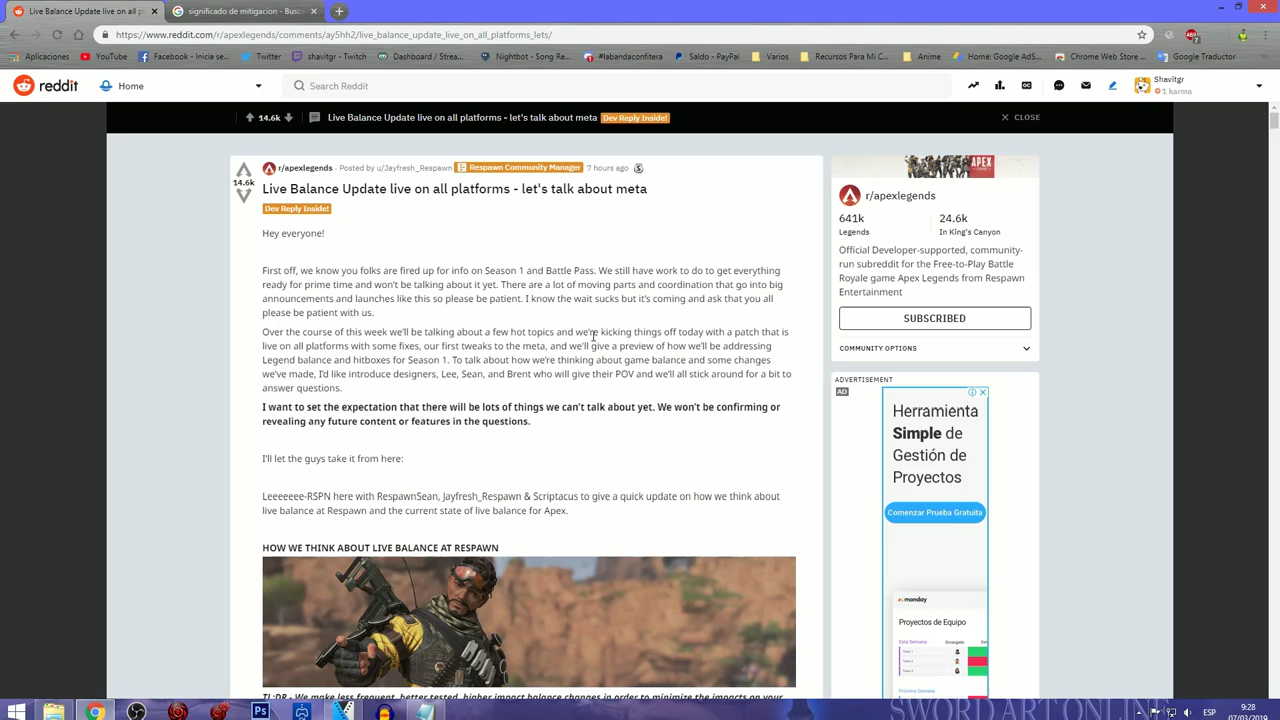 Live Balance Update live on all pl
significado de mingitorio - Busc
https://www.reddit.com/r/apexlegends/comments/ay5hh2/live_balance_update_live_on_all_platforms_lets/
Aplicaciones
YouTube
Facebook - Inicia se...
Twitter
shavitgr - Twitch
Dashboard / Strea...
Nightbot - Song Re...
#labandaconfitera
Saldo - PayPal
Varios
Recursos Para Mi C...
Anime
Home: Google AdS...
Chrome Web Store
Google Traductor
reddit
Home
Search Reddit
Shavitgr
1 karma
14.6k
Live Balance Update live on all platforms - let's talk about meta
Dev Reply Inside!
CLOSE
14.6k
r/apexlegends · Posted by u/Jayfresh_Respawn Respawn Community Manager 7 hours ago
Live Balance Update live on all platforms - let's talk about meta
Dev Reply Inside!
Hey everyone!
First off, we know you folks are fired up for info on Season 1 and Battle Pass. We still have work to do to get everything
ready for prime time and won't be talking about it yet. There are a lot of moving parts and coordination that go into big
announcements and launches like this so please be patient. I know the wait sucks but it's coming and ask that you all
please be patient with us.
Over the course of this week we'll be talking about a few hot topics and we're kicking things off today with a patch that is
live on all platforms with some fixes, our first tweaks to the meta, and we'll give a preview of how we'll be addressing
Legend balance and hitboxes for Season 1. To talk about how we're thinking about game balance and some changes
we've made, I'd like introduce designers, Lee, Sean, and Brent who will give their POV and we'll all stick around for a bit to
answer questions.
I want to set the expectation that there will be lots of things we can't talk about yet. We won't be confirming or
revealing any future content or features in the questions.
I'll let the guys take it from here:
Leeeeeee-RSPN here with RespawnSean, Jayfresh_Respawn & Scriptacus to give a quick update on how we think about
live balance at Respawn and the current state of live balance for Apex.
HOW WE THINK ABOUT LIVE BALANCE AT RESPAWN
TL;DR - We make less frequent, better tested, higher impact balance changes in order to minimize the impacts on your
APEX
r/apexlegends
641k
Legends
24.6k
In King's Canyon
Official Developer-supported, community-
run subreddit for the Free-to-Play Battle
Royale game Apex Legends from Respawn
Entertainment
SUBSCRIBED
COMMUNITY OPTIONS
ADVERTISEMENT
AD
Herramienta
Simple de
Gestión de
Proyectos
Comenzar Prueba Gratuita
monday
Proyectos de Equipo
Esta Semana
Encargado
Próxima Semana
SWORD ART ONLINE
ESP
9:28
07/03/2019